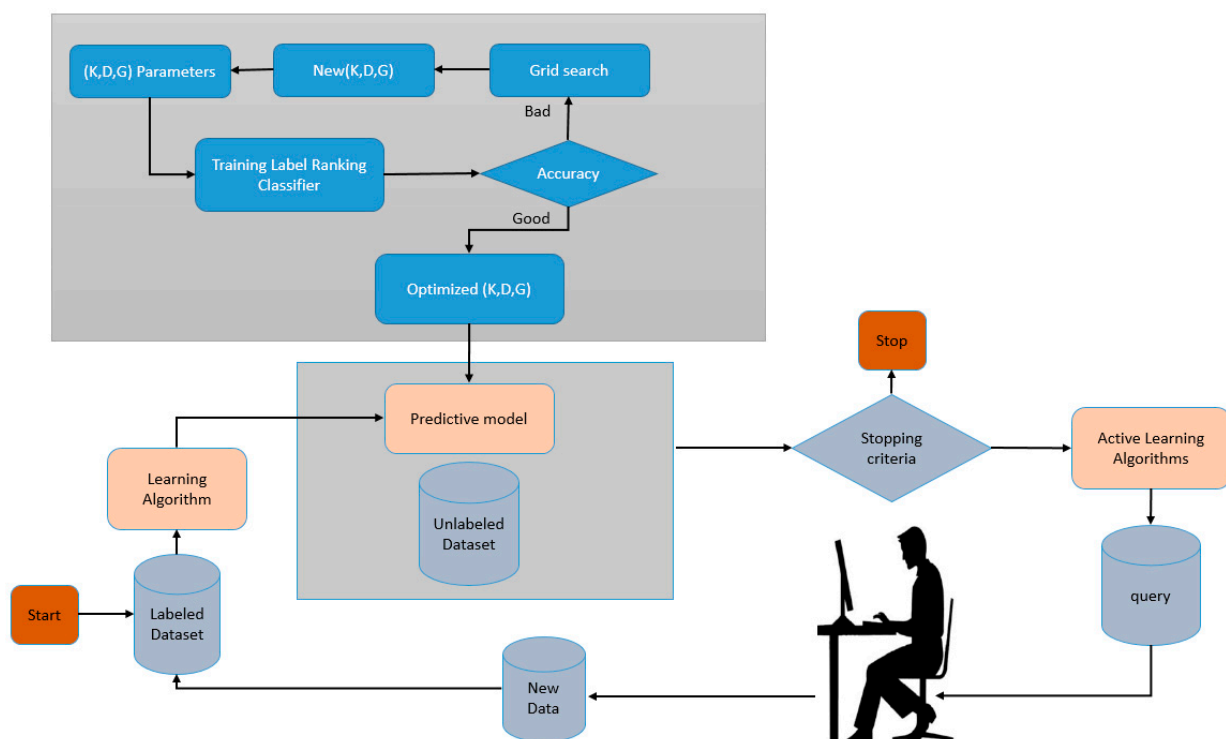 (K,D,G) Parameters
New(K,D,G)
Grid search
Bad
Training Label Ranking
Classifier
Accuracy
Good
Optimized (K,D,G)
Stop
Predictive model
Stopping
criteria
Active Learning
Algorithms
Learning
Algorithm
Unlabeled
Dataset
Start
Labeled
Dataset
query
New
Data